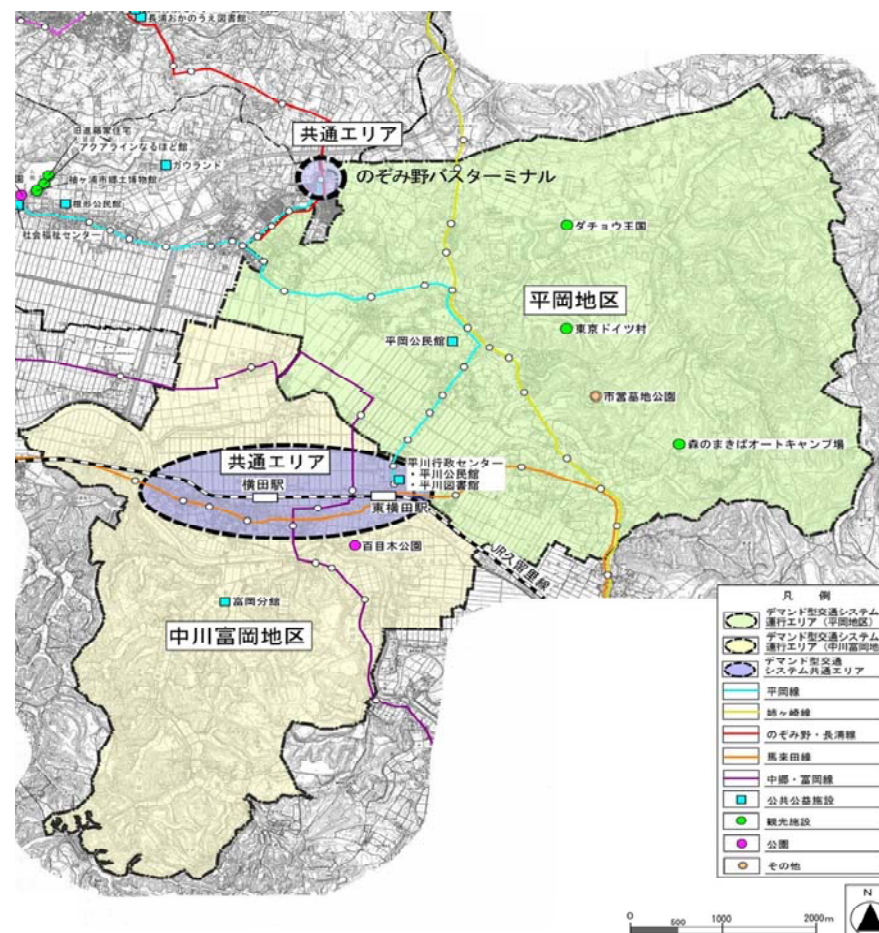 長浦おかのうえ図書館
共通エリア
旧進藤家住宅
アクアラインなるほど館
ガウランド
のぞみ野バスターミナル
園
袖ヶ浦市郷土博物館
根形公民館
ダチョウ王国
社会福祉センター
平岡地区
東京ドイツ村
平岡公民館
市営墓地公園
森のまきばオートキャンプ場
共通エリア
平川行政センター
・平川公民館
・平川図書館
横田駅
東横田駅
百目木公園
JR久留里線
富岡分館
中川富岡地区
凡 例
デマンド型交通システム
運行エリア（平岡地区）
デマンド型交通システム
運行エリア（中川富岡地
デマンド型交通
システム共通エリア
平岡線
姉ヶ崎線
のぞみ野・長浦線
馬来田線
中郷・富岡線
公共公益施設
観光施設
公園
その他
N
0 500 1000 2000m